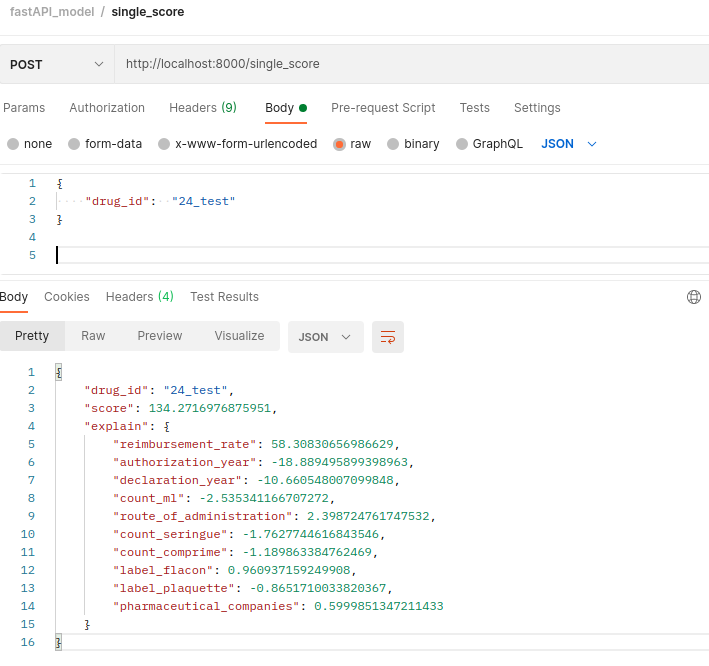 fastAPI_model / single_score
POST http://localhost:8000/single_score
Params Authorization Headers (9) Body Pre-request Script Tests Settings
none form-data x-www-form-urlencoded raw binary GraphQL JSON
1 {
2 "drug_id": "24_test"
3 }
4
5
Body Cookies Headers (4) Test Results
Pretty Raw Preview Visualize JSON
1 {
2 "drug_id": "24_test",
3 "score": 134.2716976875951,
4 "explain": {
5 "reimbursement_rate": 58.30830656986629,
6 "authorization_year": -18.889495899398963,
7 "declaration_year": -10.660548007099848,
8 "count_ml": -2.535341166707272,
9 "route_of_administration": 2.398724761747532,
10 "count_seringue": -1.7627744616843546,
11 "count_comprime": -1.189863384762469,
12 "label_flacon": 0.960937159249908,
13 "label_plaquette": -0.8651710033820367,
14 "pharmaceutical_companies": 0.5999851347211433
15 }
16 }